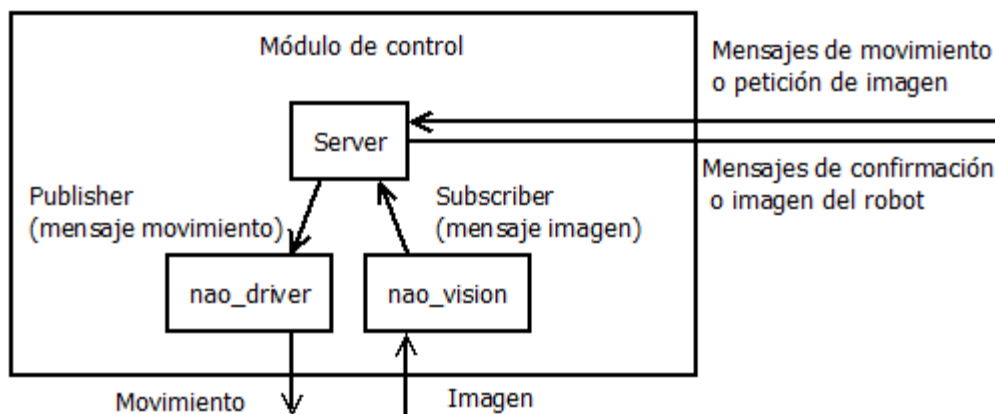 Módulo de control
Mensajes de movimiento
o petición de imagen
Server
Mensajes de confirmación
o imagen del robot
Publisher
(mensaje movimiento)
Subscriber
(mensaje imagen)
nao_driver
nao_vision
Movimiento
Imagen